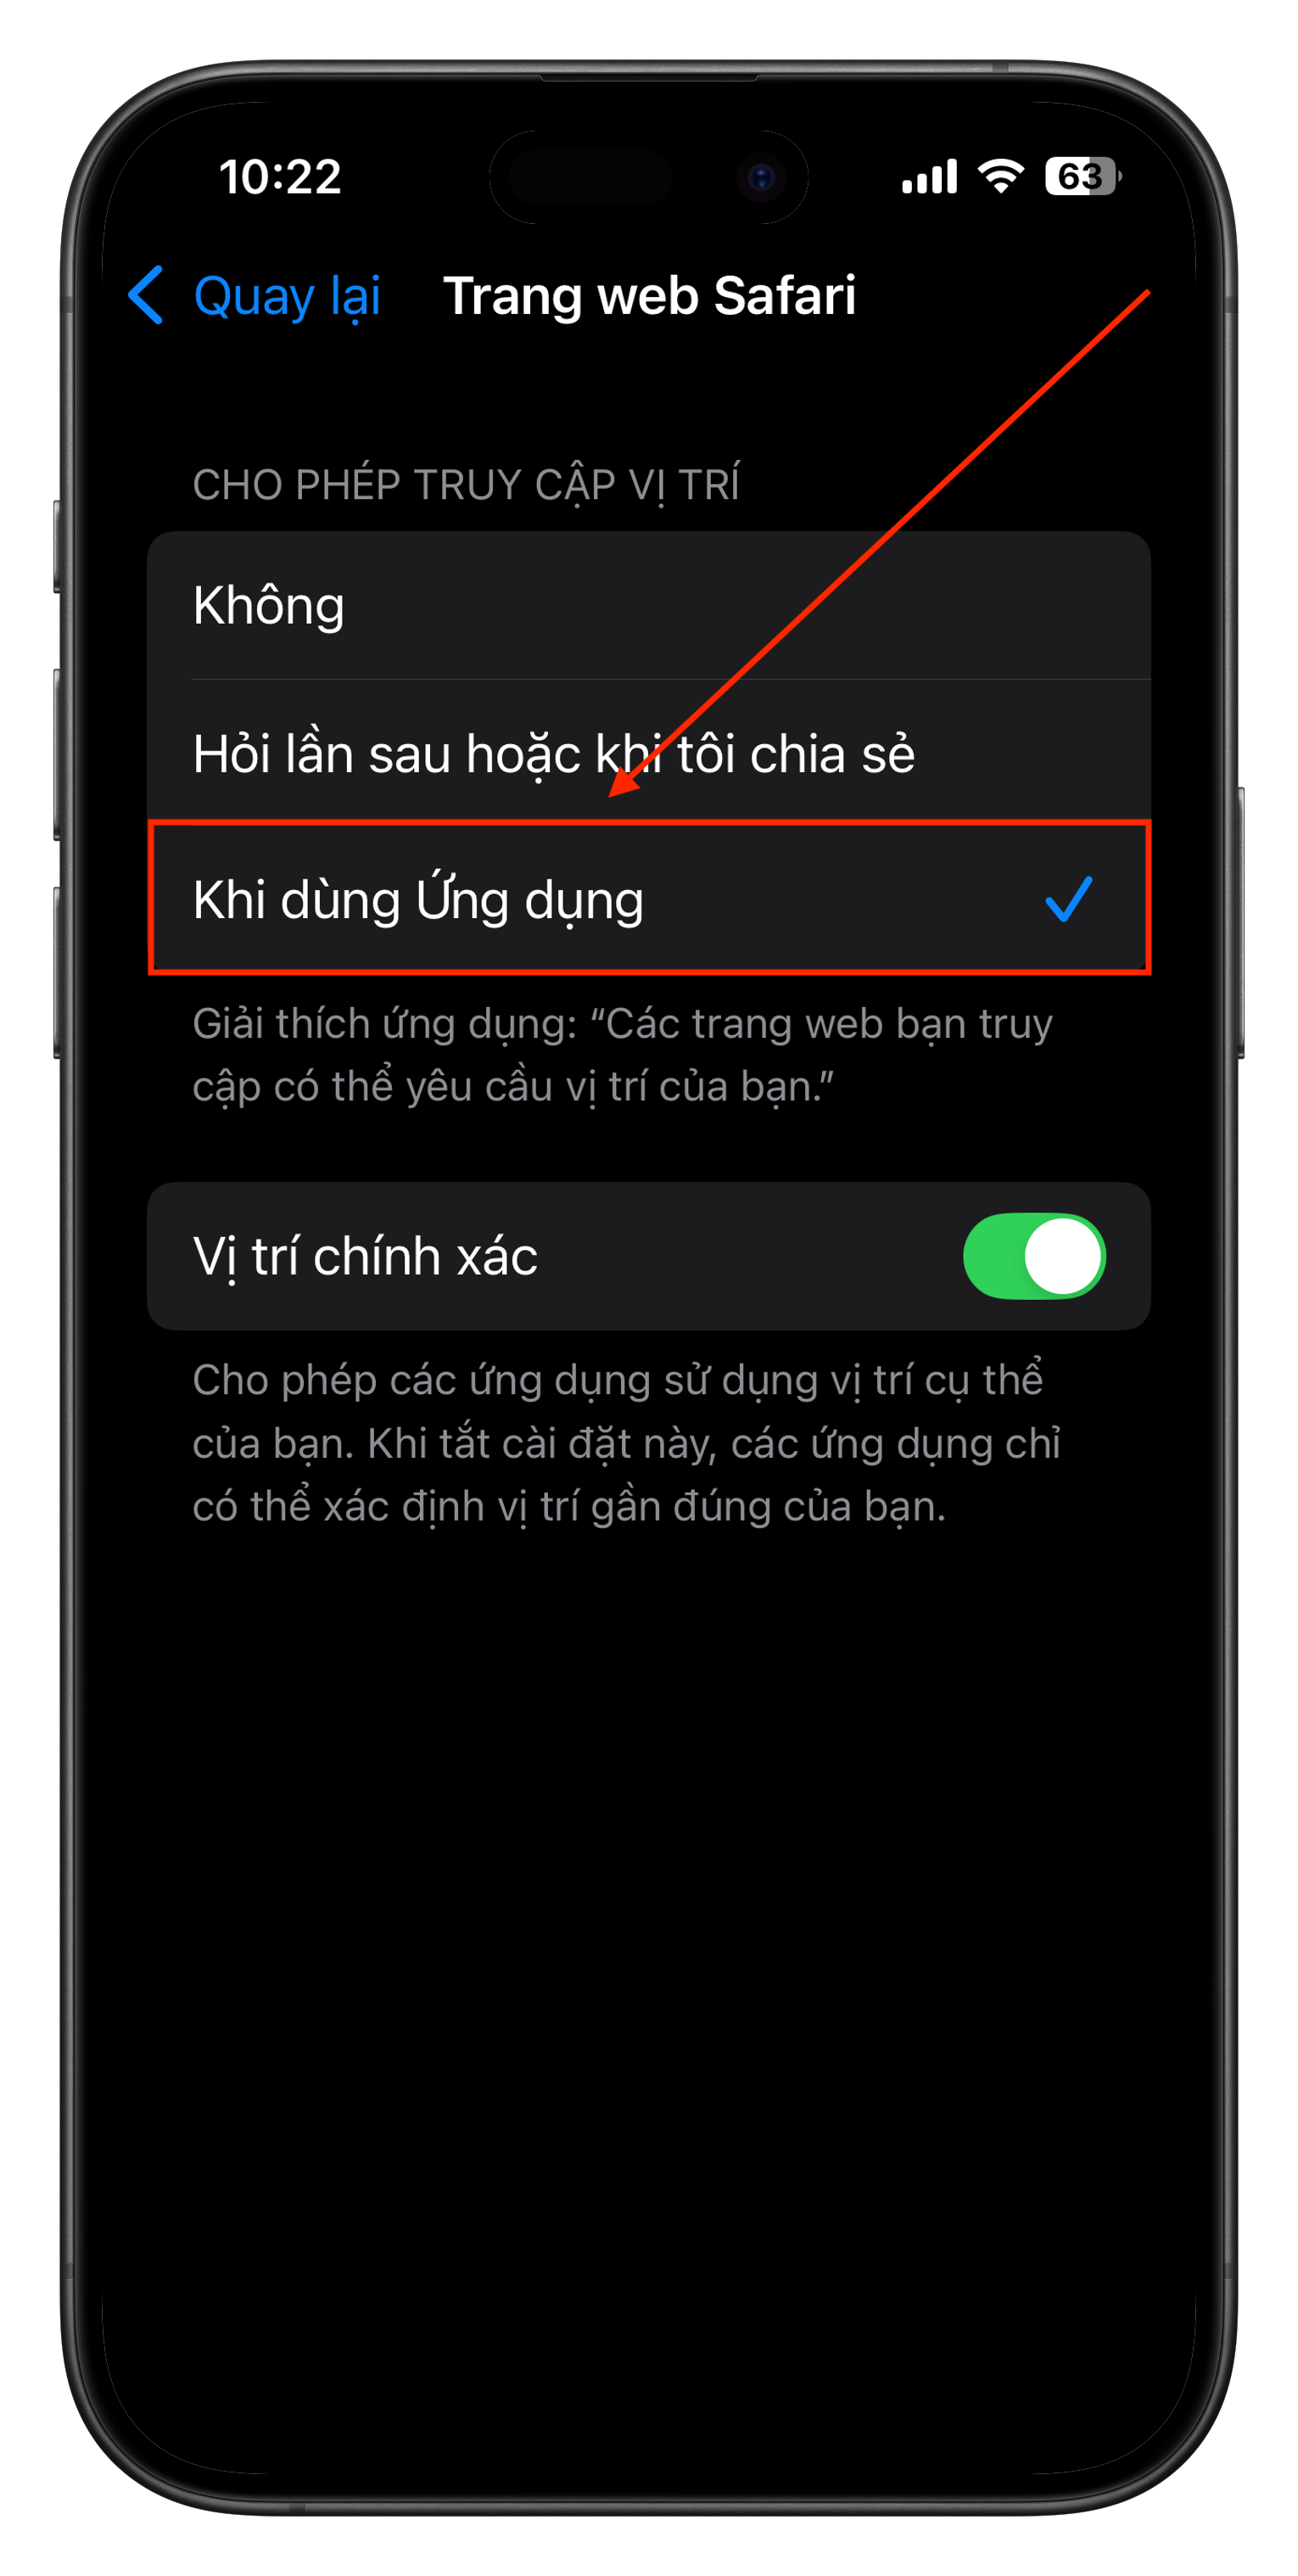 10:22 63
Quay lại Trang web Safari
CHO PHÉP TRUY CẬP VỊ TRÍ
Không
Hỏi lần sau hoặc khi tôi chia sẻ
Khi dùng Ứng dụng
Giải thích ứng dụng: “Các trang web bạn truy
cập có thể yêu cầu vị trí của bạn.”
Vị trí chính xác
Cho phép các ứng dụng sử dụng vị trí cụ thể
của bạn. Khi tắt cài đặt này, các ứng dụng chỉ
có thể xác định vị trí gần đúng của bạn.